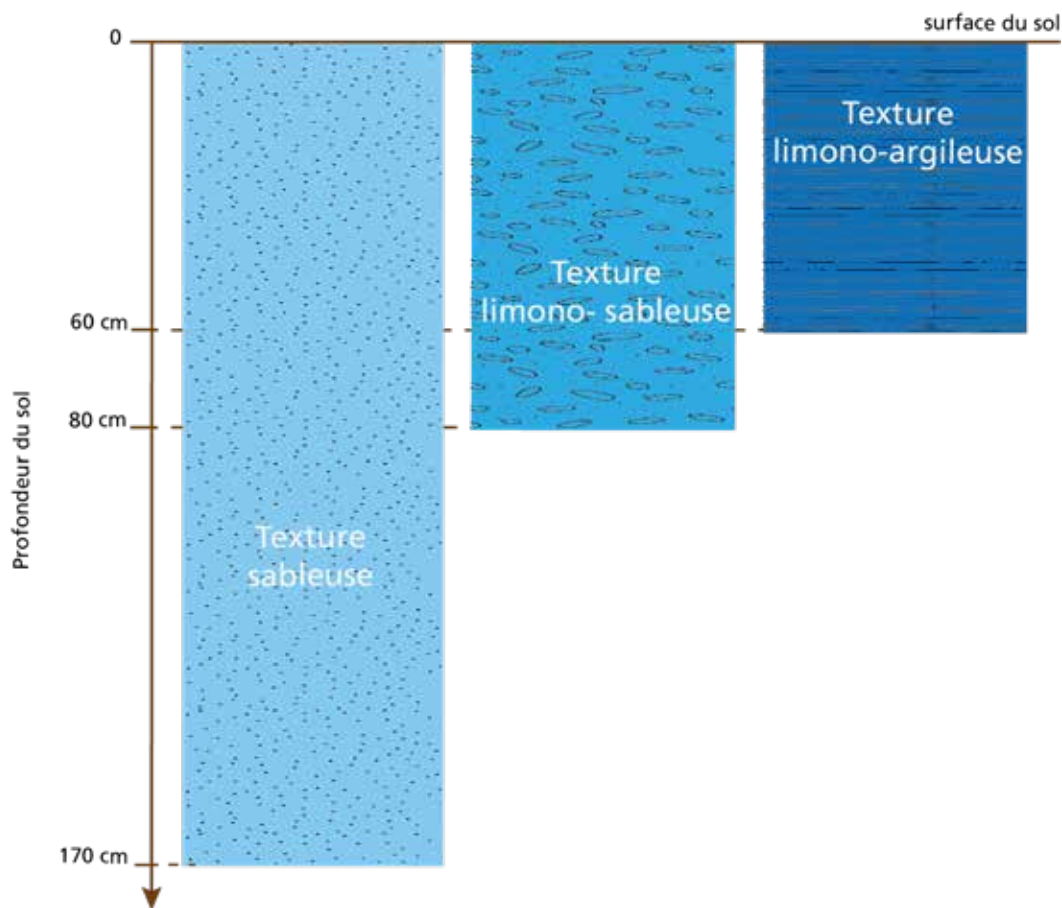 surface du sol
0
Texture
limono-argileuse
Texture
limono- sableuse
60 cm
80 cm
Profondeur du sol
Texture
sableuse
170 cm